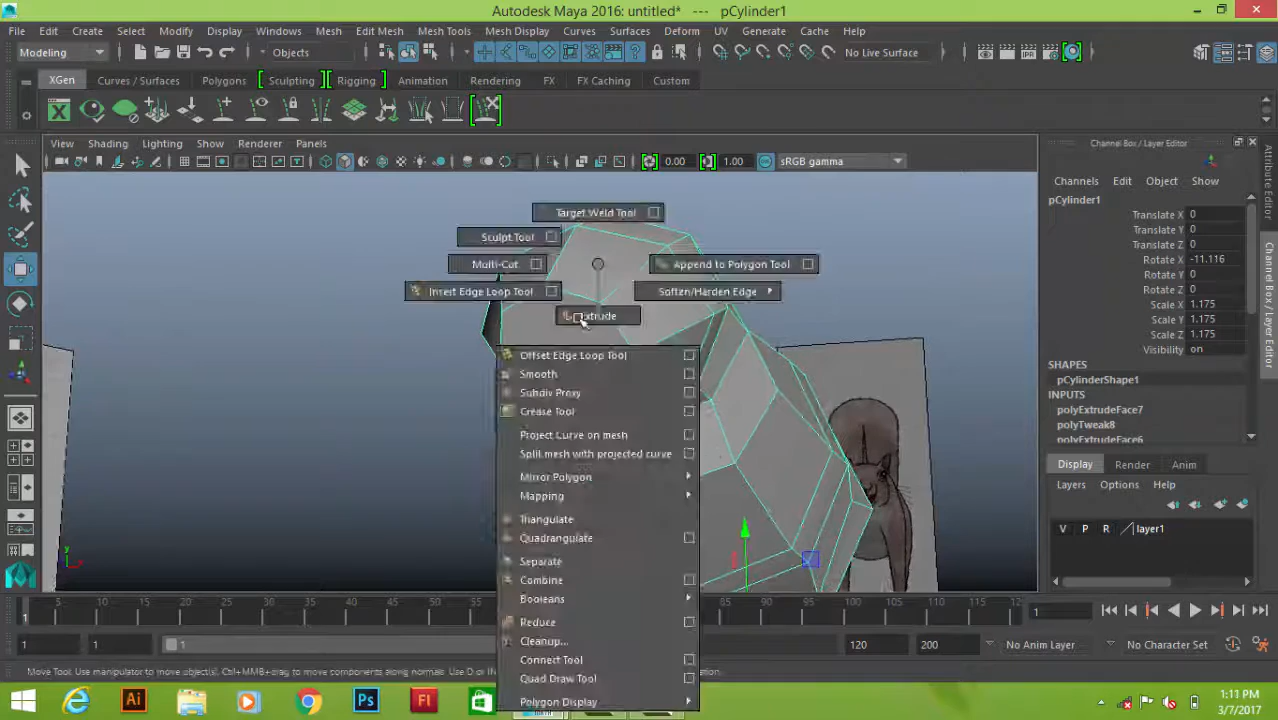 Autodesk Maya 2016: untitled* --- pCylinder1
File Edit Create Select Modify Display Windows Mesh Edit Mesh Mesh Tools Mesh Display Curves Surfaces Deform UV Generate Cache Help
Modeling Objects No Live Surface
XGen Curves / Surfaces Polygons Sculpting Rigging Animation Rendering FX FX Caching Custom
View Shading Lighting Show Renderer Panels
0.00 1.00 sRGB gamma
Channel Box / Layer Editor
Channels Edit Object Show
pCylinder1
Translate X 0
Translate Y 0
Translate Z 0
Rotate X -11.116
Rotate Y 0
Rotate Z 0
Scale X 1.175
Scale Y 1.175
Scale Z 1.175
Visibility on
SHAPES
pCylinderShape1
INPUTS
polyExtrudeFace7
polyTweak8
polyExtrudeFace6
Display Render Anim
Layers Options Help
V P R layer1
Attribute Editor
Channel Box / Layer Editor
Target Weld Tool
Sculpt Tool
Multi-Cut
Append to Polygon Tool
Insert Edge Loop Tool
Soften/Harden Edge
Extrude
Offset Edge Loop Tool
Smooth
Subdiv Proxy
Crease Tool
Project Curve on mesh
Split mesh with projected curve
Mirror Polygon
Mapping
Triangulate
Quadrangulate
Separate
Combine
Booleans
Reduce
Cleanup...
Connect Tool
Quad Draw Tool
Polygon Display
5 10 15 20 25 30 35 40 45 85 90 95 100 105 110 115 12
1
1 1 1 120 200 No Anim Layer No Character Set
Move Tool: Use manipulator to move object(s). Ctrl+MMB+drag to move components along normals. Use D or IN
1:11 PM
3/7/2017